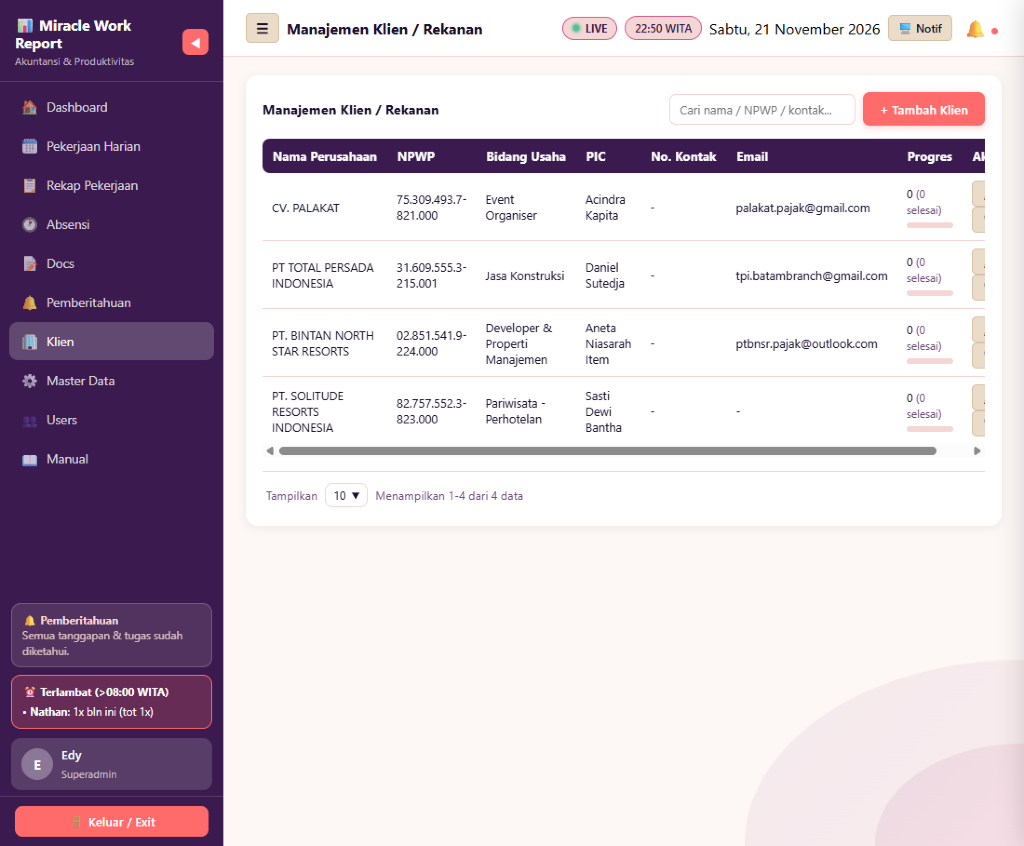 Miracle Work
Report
Akuntansi & Produktivitas
Dashboard
Pekerjaan Harian
Rekap Pekerjaan
Absensi
Docs
Pemberitahuan
Klien
Master Data
Users
Manual
Pemberitahuan
Semua tanggapan & tugas sudah
diketahui.
Terlambat (>08:00 WITA)
• Nathan: 1x bln ini (tot 1x)
E
Edy
Superadmin
Keluar / Exit
Manajemen Klien / Rekanan
LIVE
22:50 WITA
Sabtu, 21 November 2026
Notif
Manajemen Klien / Rekanan
Cari nama / NPWP / kontak...
+ Tambah Klien
Nama Perusahaan NPWP Bidang Usaha PIC No. Kontak Email Progres
CV. PALAKAT
75.309.493.7-
821.000
Event
Organiser
Acindra
Kapita
-
palakat.pajak@gmail.com
0 (0
selesai)
PT TOTAL PERSADA
INDONESIA
31.609.555.3-
215.001
Jasa Konstruksi
Daniel
Sutedja
-
tpi.batambranch@gmail.com
0 (0
selesai)
PT. BINTAN NORTH
STAR RESORTS
02.851.541.9-
224.000
Developer &
Properti
Manajemen
Aneta
Niasarah
Item
-
ptbnsr.pajak@outlook.com
0 (0
selesai)
PT. SOLITUDE
RESORTS
INDONESIA
82.757.552.3-
823.000
Pariwisata -
Perhotelan
Sasti
Dewi
Bantha
-
-
0 (0
selesai)
Tampilkan 10 Menampilkan 1-4 dari 4 data